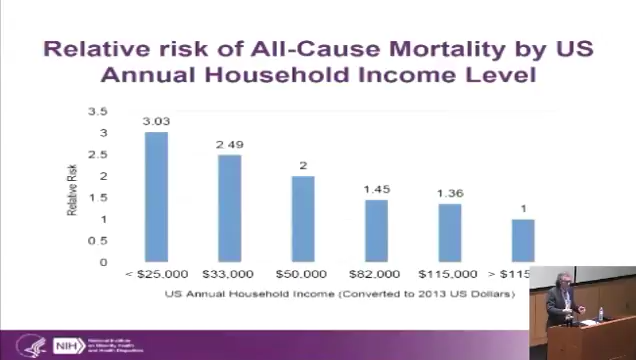 Relative risk of All-Cause Mortality by US
Annual Household Income Level
3.5
3
2.5
2
1.5
1
0.5
0
Relative Risk
3.03
2.49
2
1.45
1.36
1
< $25,000 $33,000 $50,000 $82,000 $115,000 > $115
US Annual Household Income (Converted to 2013 US Dollars)
NIH
National Institute
on Minority Health
and Health Disparities